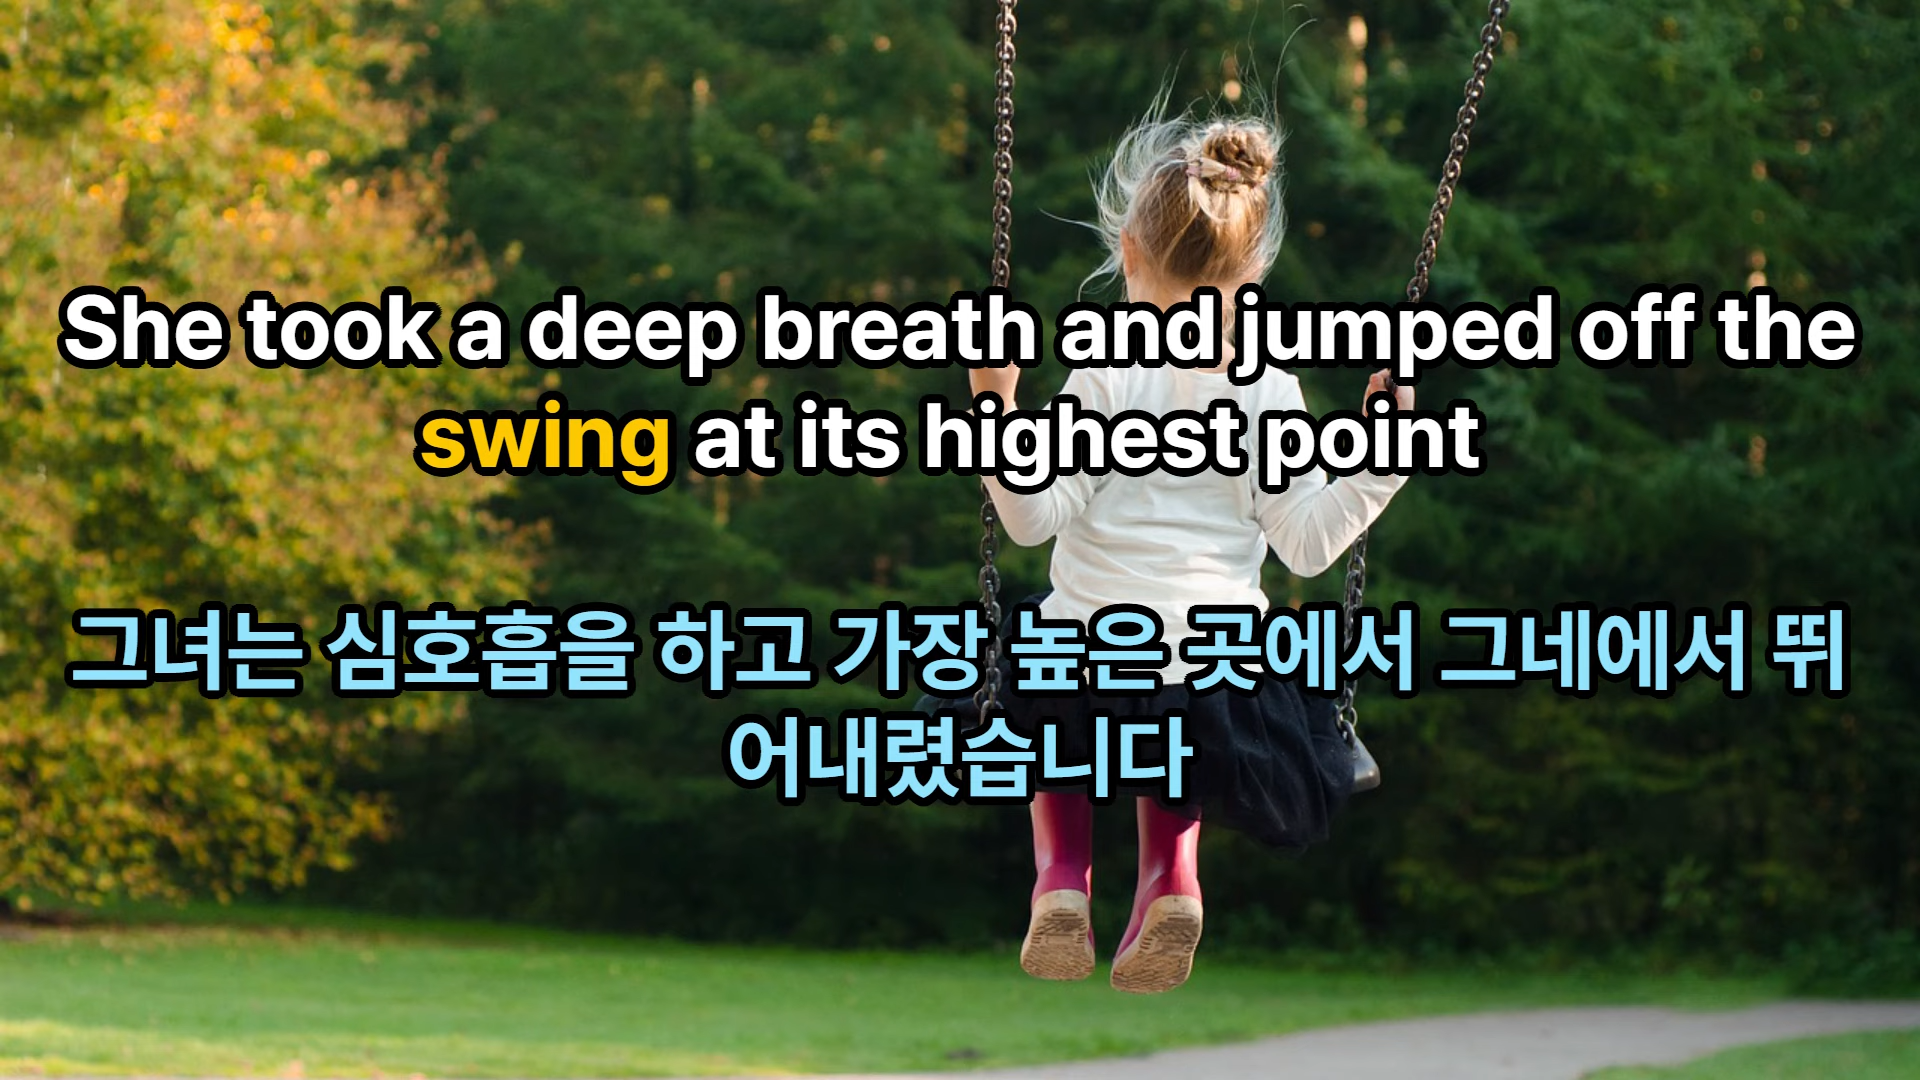 She took a deep breath and jumped off the
swing at its highest point
그녀는 심호흡을 하고 가장 높은 곳에서 그네에서 뛰
어내렸습니다